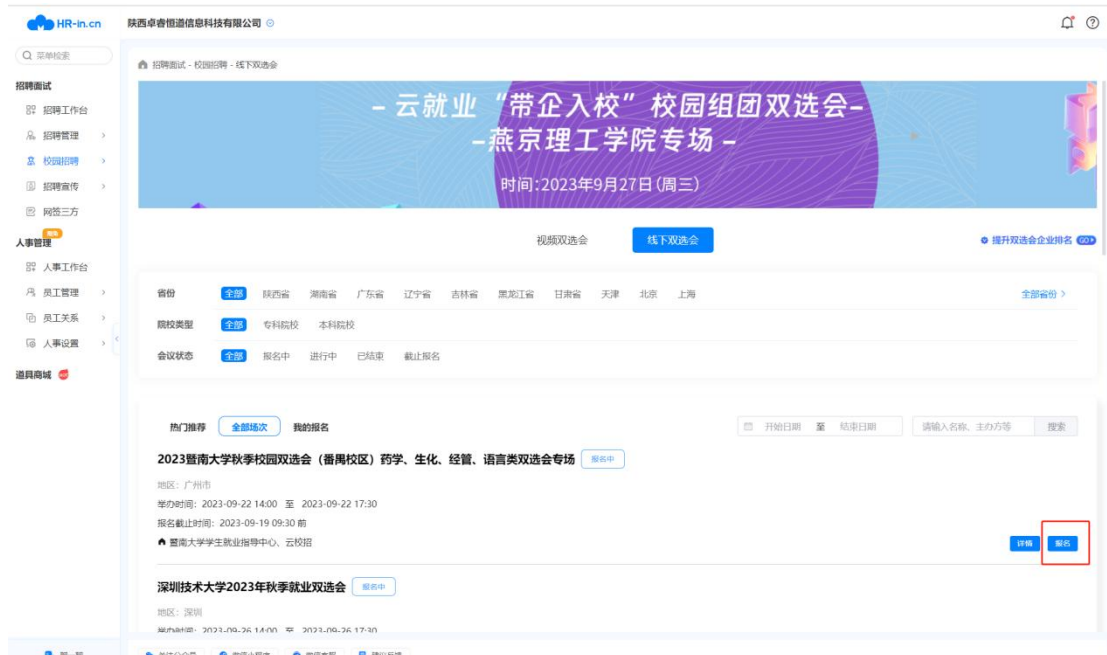 HR-in.cn 陕西卓睿恒道信息科技有限公司
菜单检索
招聘面试 - 校园招聘 - 线下双选会
招聘面试
招聘工作台
招聘管理
校园招聘
招聘宣传
网签三方
人事管理
人事工作台
员工管理
员工关系
人事设置
道具商城
- 云就业“带企入校”校园组团双选会-
-燕京理工学院专场 -
时间:2023年9月27日(周三)
视频双选会 线下双选会 提升双选会企业排名 GO
省份 全部 陕西省 湖南省 广东省 辽宁省 吉林省 黑龙江省 甘肃省 天津 北京 上海 全部省份 >
院校类型 全部 专科院校 本科院校
会议状态 全部 报名中 进行中 已结束 截止报名
热门推荐 全部场次 我的报名 开始日期 至 结束日期 请输入名称、主办方等 搜索
2023暨南大学秋季校园双选会（番禺校区）药学、生化、经管、语言类双选会专场 报名中
地区：广州市
举办时间：2023-09-22 14:00 至 2023-09-22 17:30
报名截止时间：2023-09-19 09:30 前
暨南大学学生就业指导中心、云校招 详情 报名
深圳技术大学2023年秋季就业双选会 报名中
地区：深圳
举办时间：2023-09-26 14:00 至 2023-09-26 17:30